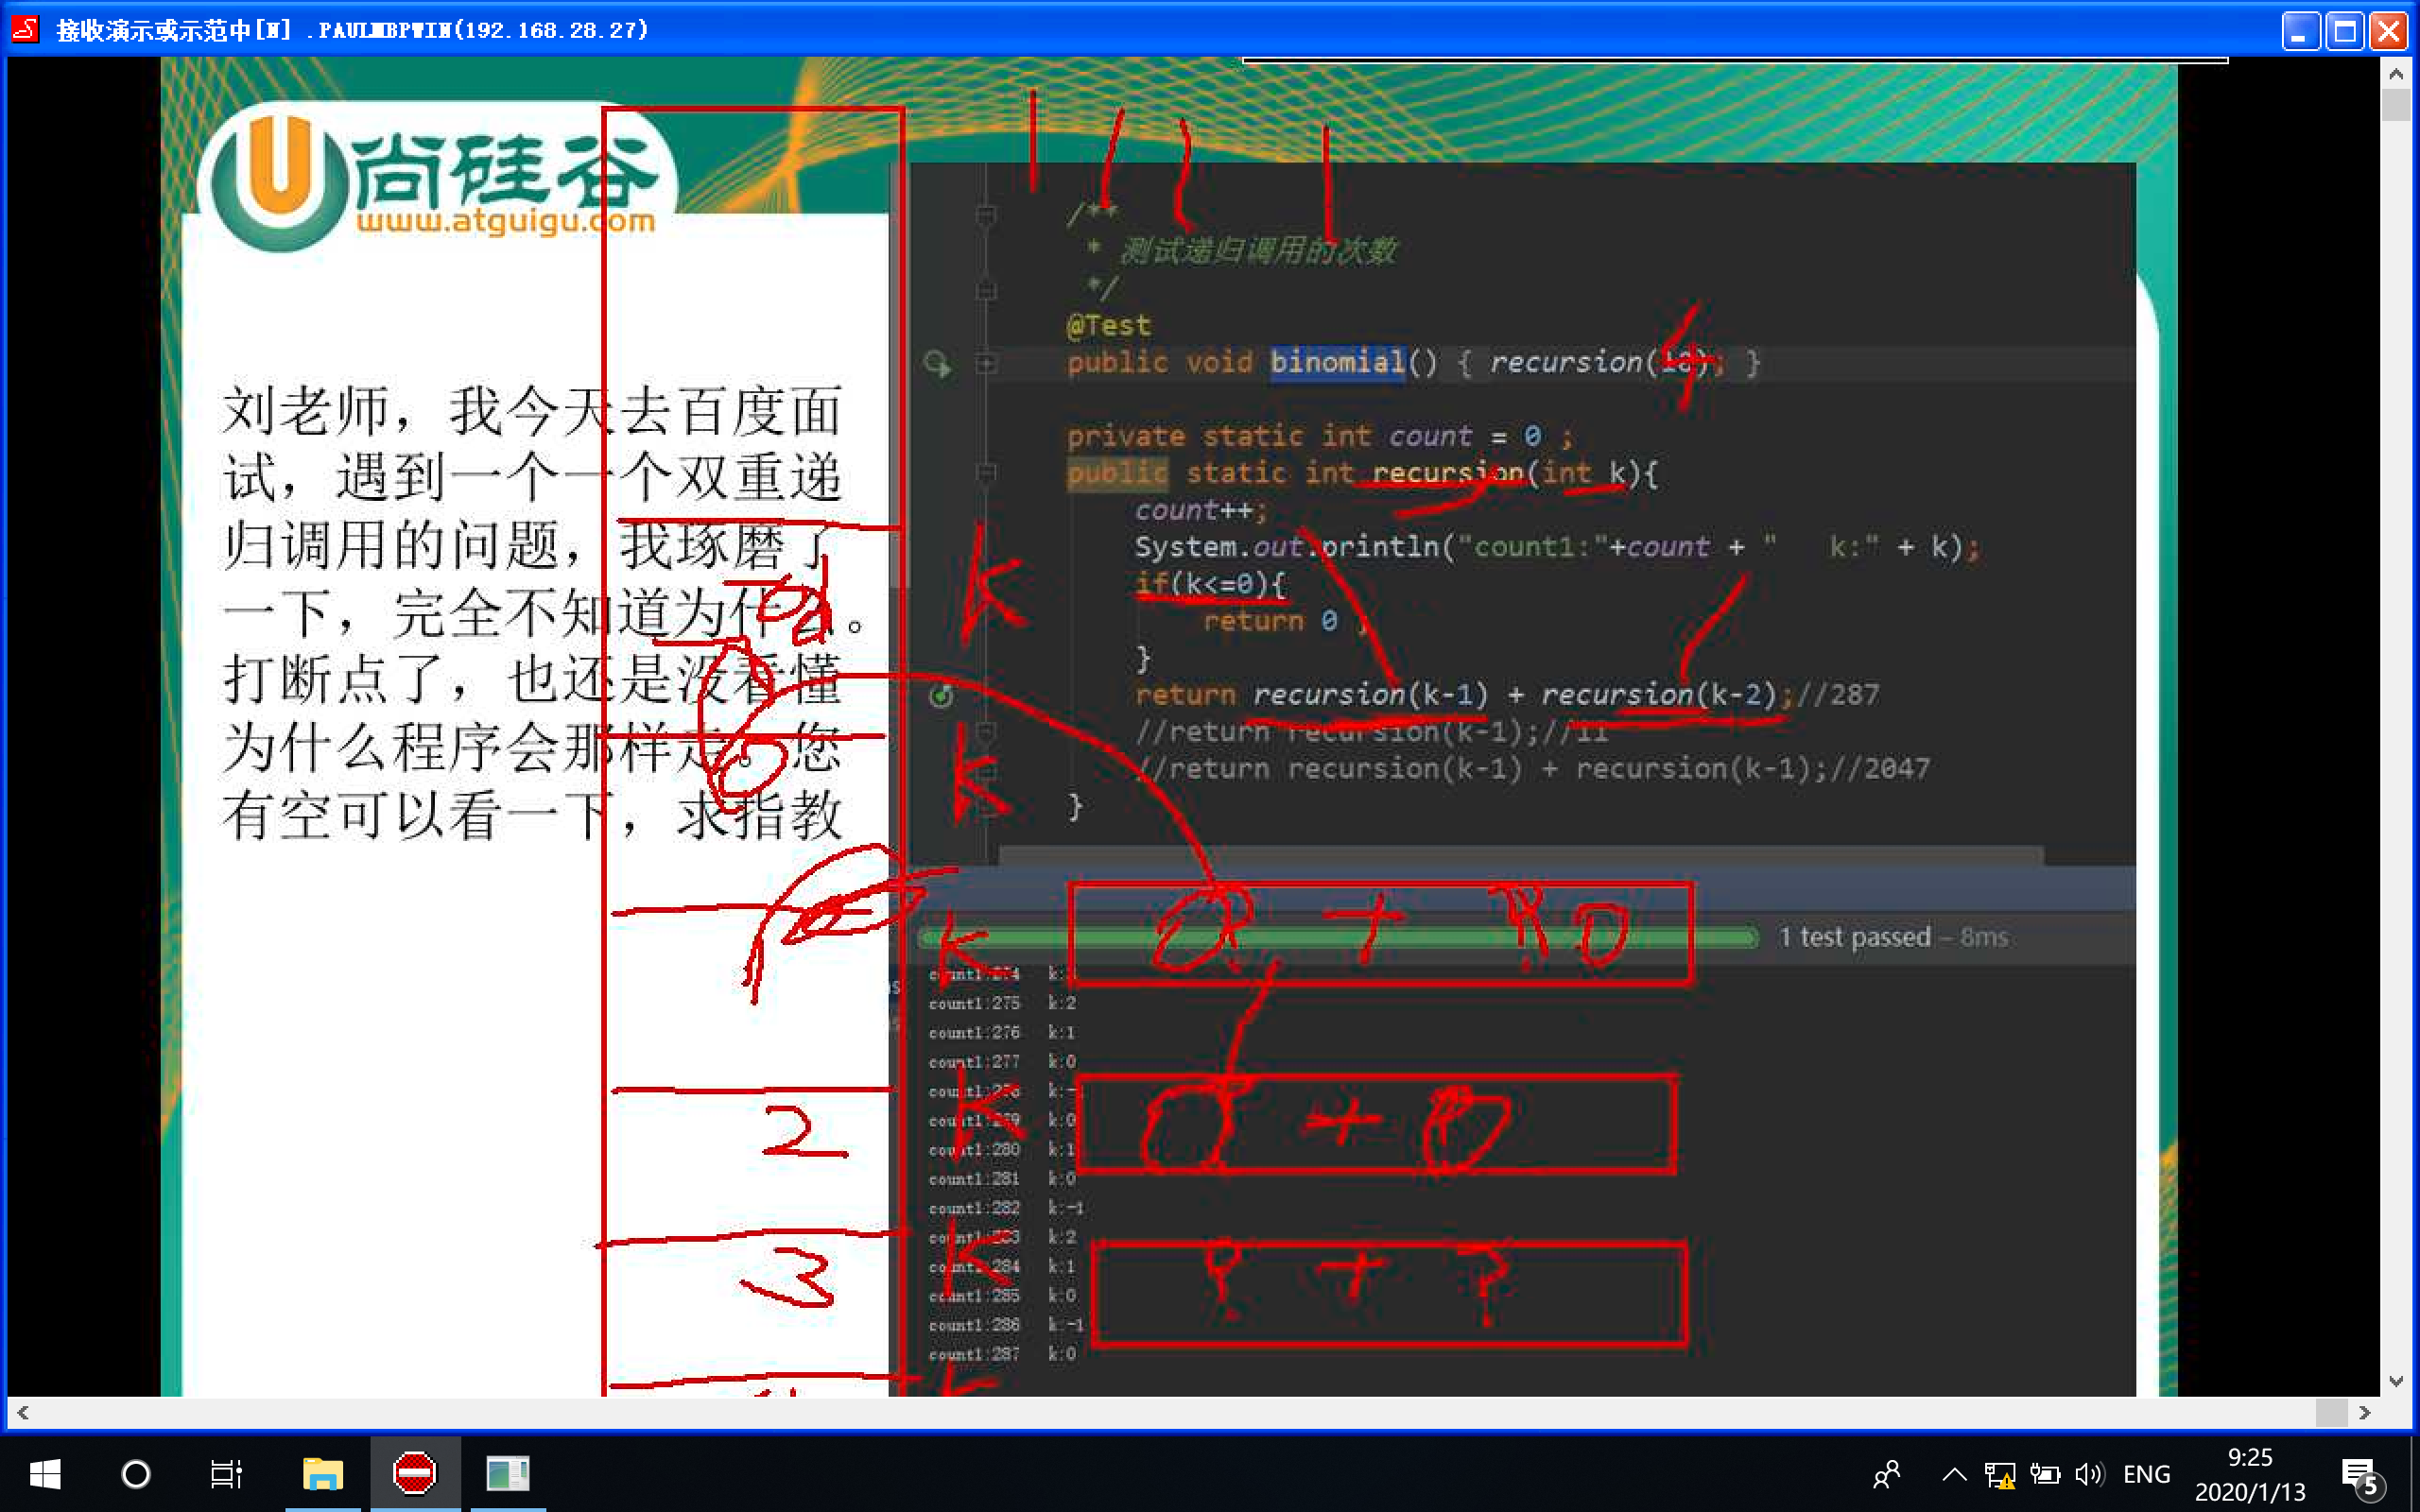 接收演示或示范中[N] .PAULMBPWIN(192.168.28.27)
尚硅谷
www.atguigu.com
刘老师，我今天去百度面
试，遇到一个一个双重递
归调用的问题，我琢磨了
一下，完全不知道为什么。
打断点了，也还是没看懂
为什么程序会那样走。您
有空可以看一下，求指教
/**
* 测试递归调用的次数
*/
@Test
public void binomial() { recursion(10); }
4
private static int count = 0 ;
public static int recursion(int k){
count++;
System.out.println("count1:"+count + "   k:" + k);
if(k<=0){
return 0 ;
}
return recursion(k-1) + recursion(k-2);//287
//return recursion(k-1);//11
//return recursion(k-1) + recursion(k-1);//2047
}
k
k
k
k
k
2
3
0 + 0
? + ?
1 test passed – 8ms
count1:274
count1:275 k:2
count1:276 k:1
count1:277 k:0
count1:278 k:-1
count1:279 k:0
count1:280 k:1
count1:281 k:0
count1:282 k:-1
count1:283 k:2
count1:284 k:1
count1:285 k:0
count1:286 k:-1
count1:287 k:0
ENG
9:25
2020/1/13
5